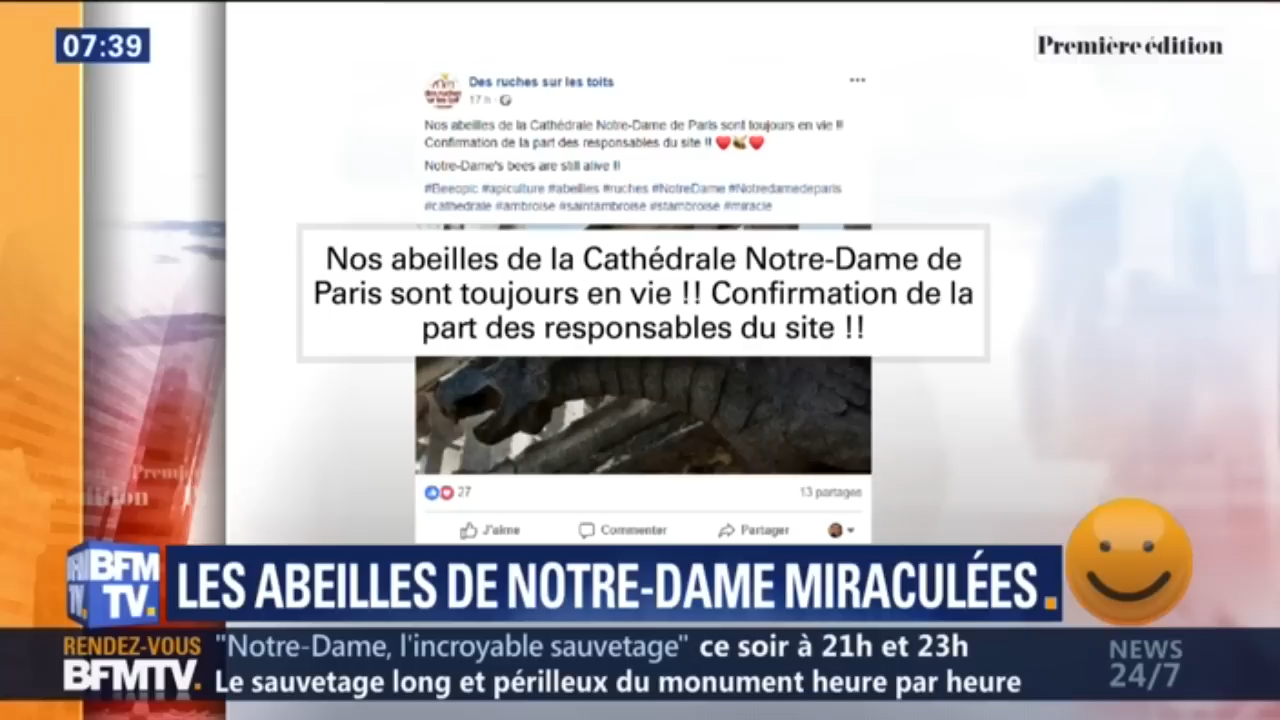 07:39
Première édition
Des ruches sur les toits
17 h
Nos abeilles de la Cathédrale Notre-Dame de Paris sont toujours en vie !!
Confirmation de la part des responsables du site !!
Notre-Dame's bees are still alive !!
#Beeopic #apiculture #abeilles #ruches #NotreDame #Notredamedeparis
#cathedrale #ambroise #saintambroise #stambroise #miracle
Nos abeilles de la Cathédrale Notre-Dame de
Paris sont toujours en vie !! Confirmation de la
part des responsables du site !!
27
13 partages
J'aime
Commenter
Partager
BFM
TV.
LES ABEILLES DE NOTRE-DAME MIRACULÉES.
RENDEZ-VOUS
BFMTV.
"Notre-Dame, l'incroyable sauvetage" ce soir à 21h et 23h
Le sauvetage long et périlleux du monument heure par heure
NEWS
24/7